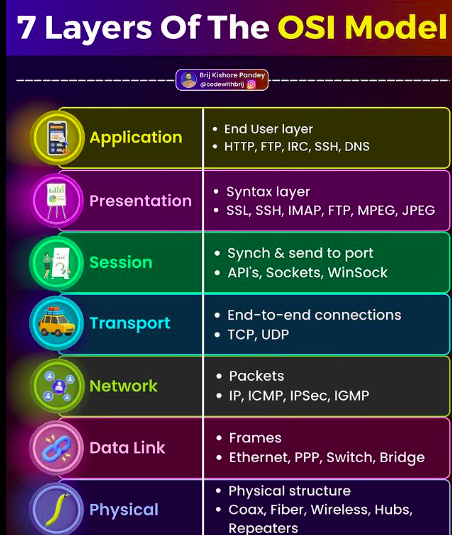 7 Layers Of The OSI Model
Brij Kishore Pandey
@codewithbrij
Application
• End User layer
• HTTP, FTP, IRC, SSH, DNS
Presentation
• Syntax layer
• SSL, SSH, IMAP, FTP, MPEG, JPEG
Session
• Synch & send to port
• API's, Sockets, WinSock
Transport
• End-to-end connections
• TCP, UDP
Network
• Packets
• IP, ICMP, IPSec, IGMP
Data Link
• Frames
• Ethernet, PPP, Switch, Bridge
Physical
• Physical structure
• Coax, Fiber, Wireless, Hubs,
Repeaters